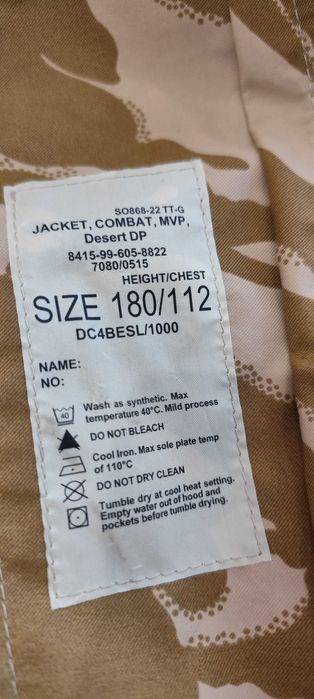 SO868-22 TT-G
JACKET, COMBAT, MVP,
Desert DP
8415-99-605-8822
7080/0515
HEIGHT/CHEST
SIZE 180/112
DC4BESL/1000
NAME:
NO:
40
Wash as synthetic. Max
temperature 40°C. Mild process
DO NOT BLEACH
Cool Iron. Max sole plate temp
of 110°C
DO NOT DRY CLEAN
Tumble dry at cool heat setting.
Empty water out of hood and
pockets before tumble drying.